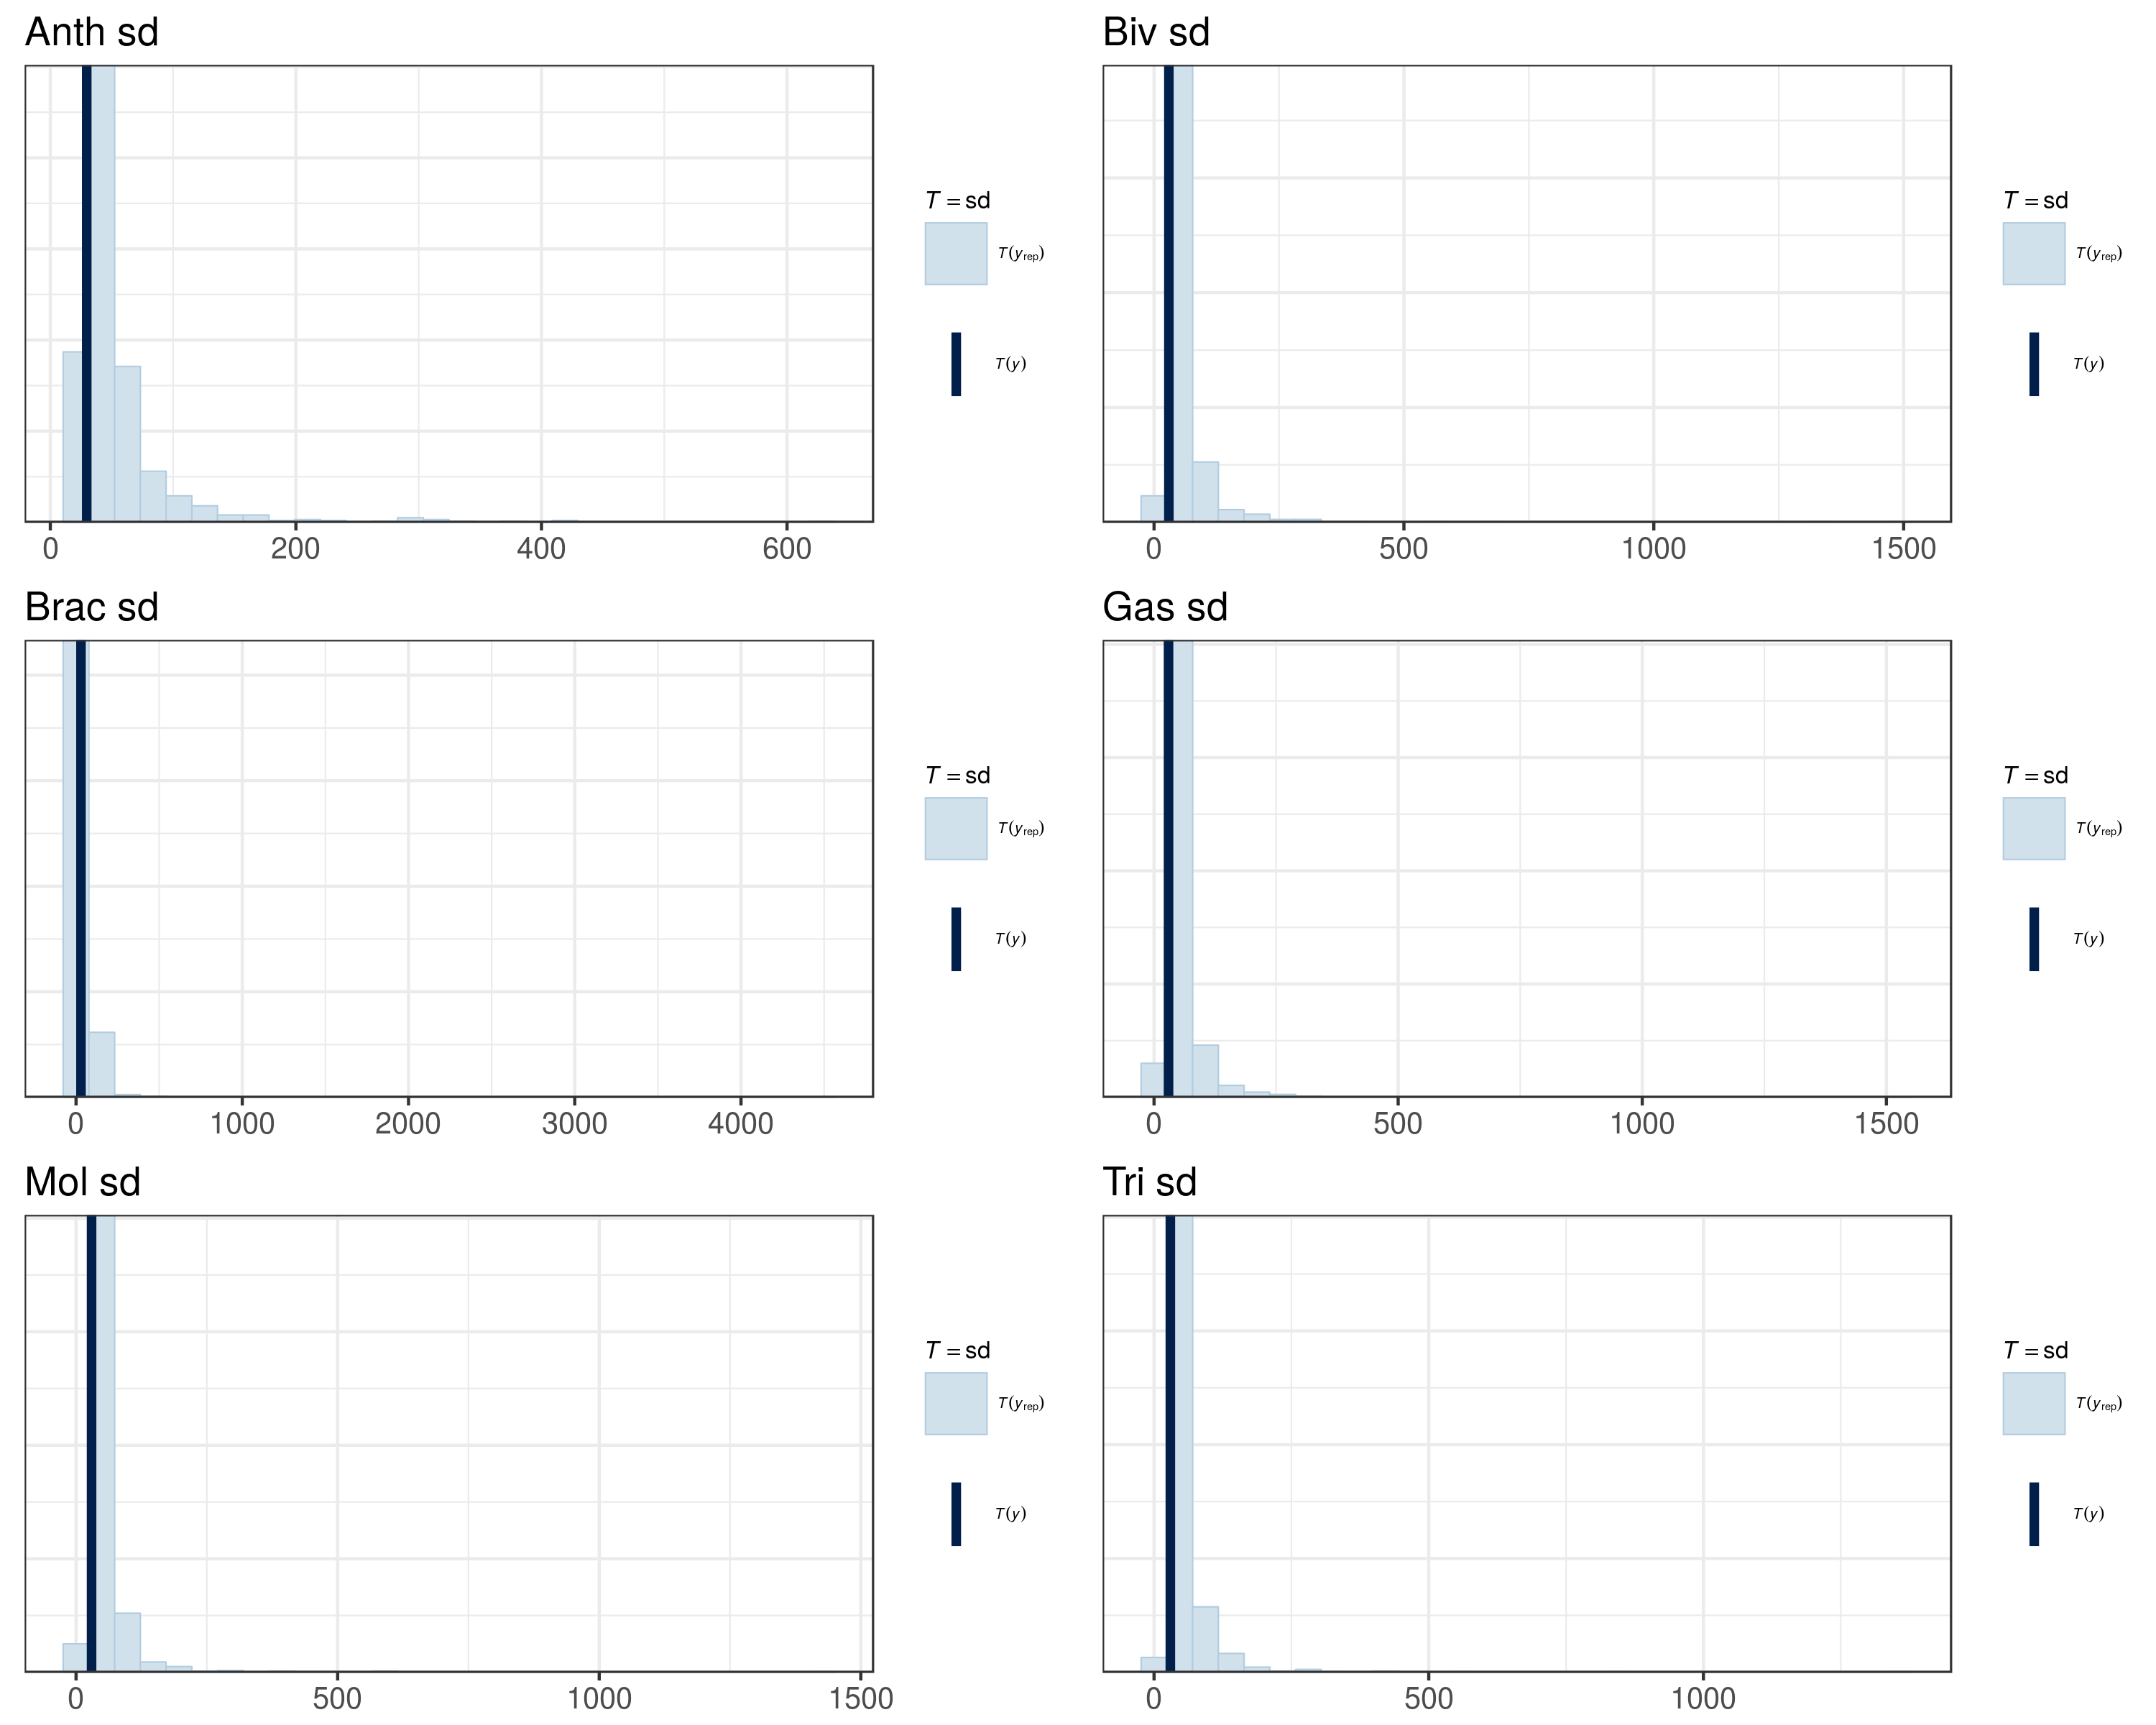 Anth sd
T = sd
T(yrep)
T(y)
0 200 400 600
Biv sd
T = sd
T(yrep)
T(y)
0 500 1000 1500
Brac sd
T = sd
T(yrep)
T(y)
0 1000 2000 3000 4000
Gas sd
T = sd
T(yrep)
T(y)
0 500 1000 1500
Mol sd
T = sd
T(yrep)
T(y)
0 500 1000 1500
Tri sd
T = sd
T(yrep)
T(y)
0 500 1000